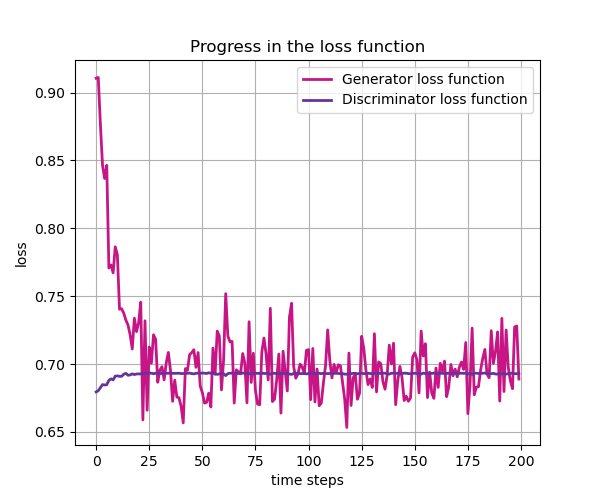 Progress in the loss function
Generator loss function
Discriminator loss function
0.90
0.85
0.80
0.75
0.70
0.65
loss
0 25 50 75 100 125 150 175 200
time steps